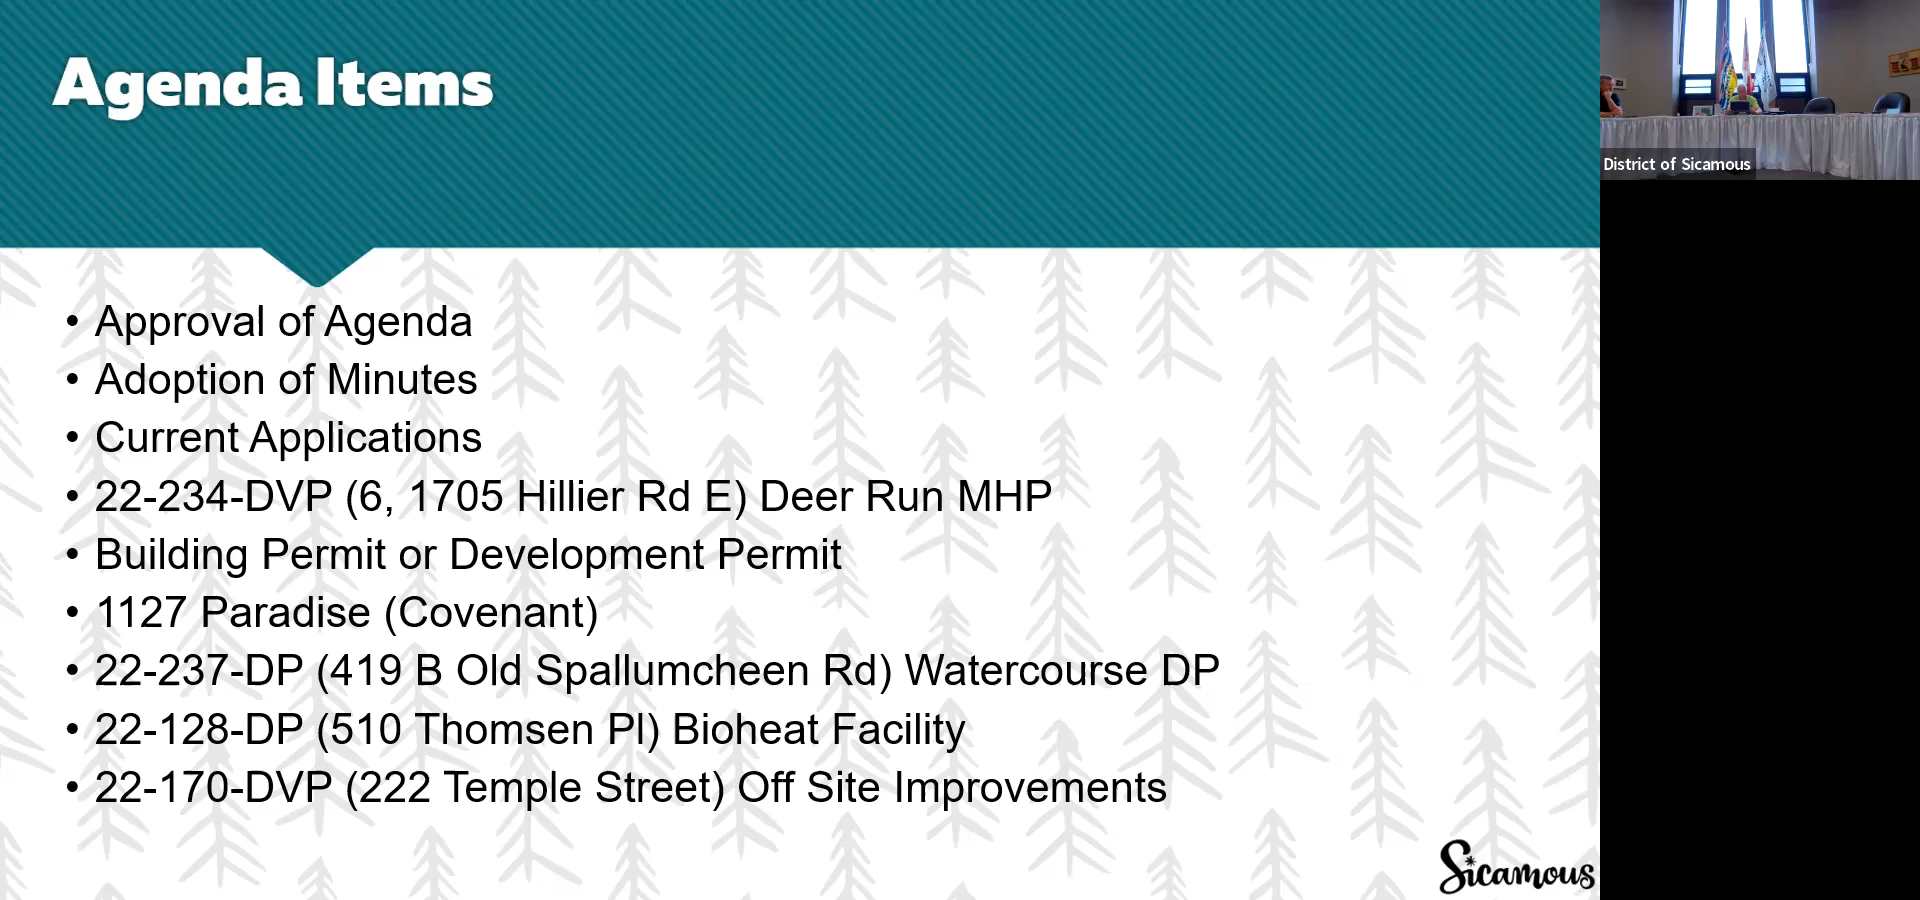 Agenda Items
• Approval of Agenda
• Adoption of Minutes
• Current Applications
• 22-234-DVP (6, 1705 Hillier Rd E) Deer Run MHP
• Building Permit or Development Permit
• 1127 Paradise (Covenant)
• 22-237-DP (419 B Old Spallumcheen Rd) Watercourse DP
• 22-128-DP (510 Thomsen Pl) Bioheat Facility
• 22-170-DVP (222 Temple Street) Off Site Improvements
Sicamous
District of Sicamous